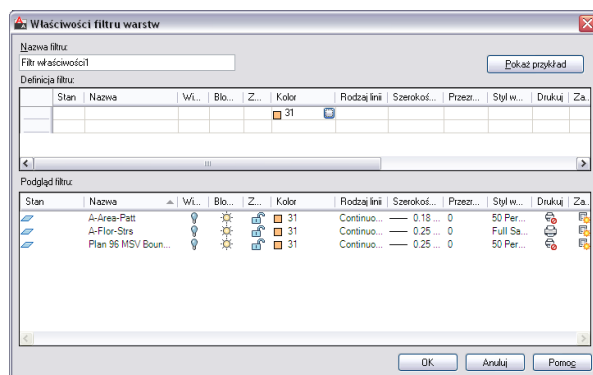 Właściwości filtru warstw
Nazwa filtru:
Filtr właściwości1
Pokaż przykład
Definicja filtru:
Stan Nazwa Wi... Blo... Z... Kolor Rodzaj linii Szerokoś... Przezr... Styl w... Drukuj Za..
31
Podgląd filtru:
Stan Nazwa Wi... Blo... Z... Kolor Rodzaj linii Szerokoś... Przezr... Styl w... Drukuj Za..
A-Area-Patt 31 Continuo... 0.18 ... 0 50 Per...
A-Flor-Strs 31 Continuo... 0.25 ... 0 Full Sa...
Plan 96 MSV Boun... 31 Continuo... 0.25 ... 0 50 Per...
OK Anuluj Pomoc